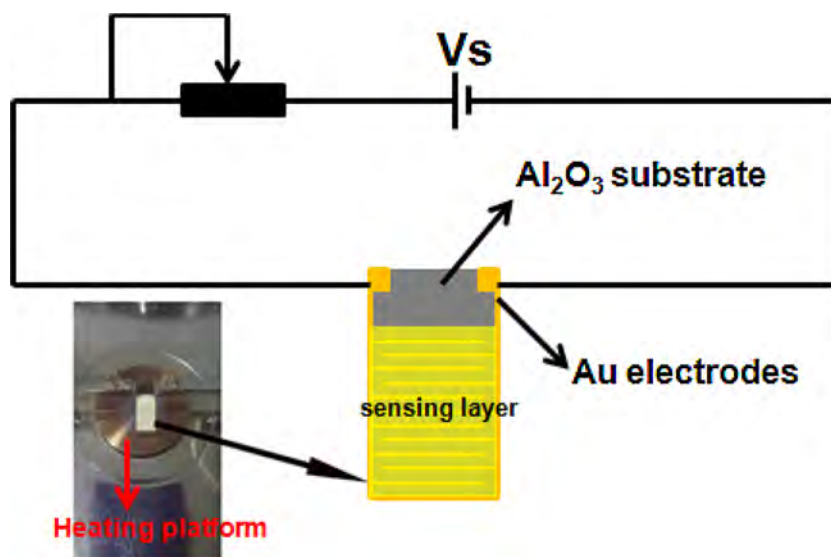 Vs
Al₂O₃ substrate
Au electrodes
sensing layer
Heating platform